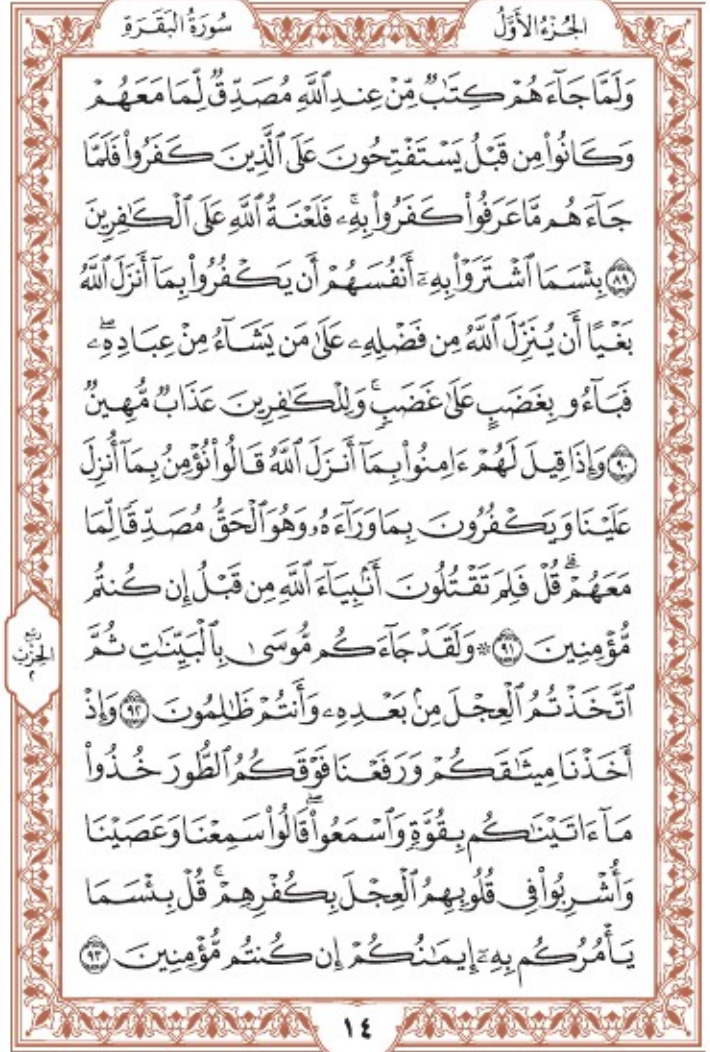 الجُزْءُ الأَوَّلُ
سُورَةُ الْبَقَرَةِ
وَلَمَّا جَآءَهُمْ كِتَٰبٌ مِّنْ عِندِ ٱللَّهِ مُصَدِّقٌ لِّمَا مَعَهُمْ
وَكَانُوا۟ مِن قَبْلُ يَسْتَفْتِحُونَ عَلَى ٱلَّذِينَ كَفَرُوا۟ فَلَمَّا
جَآءَهُم مَّا عَرَفُوا۟ كَفَرُوا۟ بِهِۦۚ فَلَعْنَةُ ٱللَّهِ عَلَى ٱلْكَٰفِرِينَ
٨٩ بِئْسَمَا ٱشْتَرَوْا۟ بِهِۦٓ أَنفُسَهُمْ أَن يَكْفُرُوا۟ بِمَآ أَنزَلَ ٱللَّهُ
بَغْيًا أَن يُنَزِّلَ ٱللَّهُ مِن فَضْلِهِۦ عَلَىٰ مَن يَشَآءُ مِنْ عِبَادِهِۦۖ
فَبَآءُو بِغَضَبٍ عَلَىٰ غَضَبٍۚ وَلِلْكَٰفِرِينَ عَذَابٌ مُّهِينٌ
٩٠ وَإِذَا قِيلَ لَهُمْ ءَامِنُوا۟ بِمَآ أَنزَلَ ٱللَّهُ قَالُوا۟ نُؤْمِنُ بِمَآ أُنزِلَ
عَلَيْنَا وَيَكْفُرُونَ بِمَا وَرَآءَهُۥ وَهُوَ ٱلْحَقُّ مُصَدِّقًا لِّمَا
مَعَهُمْۗ قُلْ فَلِمَ تَقْتُلُونَ أَنۢبِيَآءَ ٱللَّهِ مِن قَبْلُ إِن كُنتُم
مُّؤْمِنِينَ ٩١ ۞ وَلَقَدْ جَآءَكُم مُّوسَىٰ بِٱلْبَيِّنَٰتِ ثُمَّ
ٱتَّخَذْتُمُ ٱلْعِجْلَ مِنۢ بَعْدِهِۦ وَأَنتُمْ ظَٰلِمُونَ ٩٢ وَإِذْ
أَخَذْنَا مِيثَٰقَكُمْ وَرَفَعْنَا فَوْقَكُمُ ٱلطُّورَ خُذُوا۟
مَآ ءَاتَيْنَٰكُم بِقُوَّةٍ وَٱسْمَعُوا۟ۖ قَالُوا۟ سَمِعْنَا وَعَصَيْنَا
وَأُشْرِبُوا۟ فِى قُلُوبِهِمُ ٱلْعِجْلَ بِكُفْرِهِمْۚ قُلْ بِئْسَمَا
يَأْمُرُكُم بِهِۦٓ إِيمَٰنُكُمْ إِن كُنتُم مُّؤْمِنِينَ ٩٣
رُبْع
الحِزْب
٢
١٤